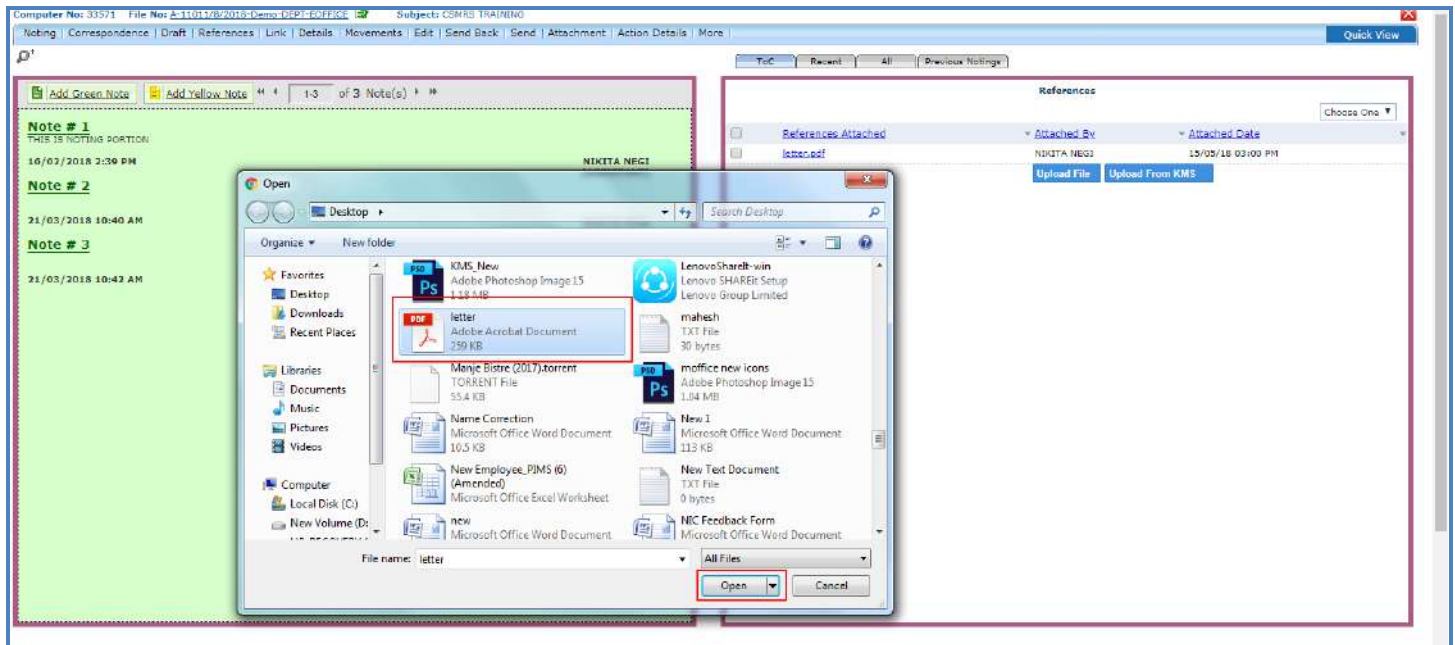 Computer No: 33571 File No: A-11011/8/2018-Demo-DEPT-EOFFICE Subject: CSMRS TRAINING
Noting | Correspondence | Draft | References | Link | Details | Movements | Edit | Send Back | Send | Attachment | Action Details | More |
Quick View
ToC Recent All Previous Notings
Add Green Note Add Yellow Note 1-3 of 3 Note(s)
Note # 1
THIS IS NOTING PORTION
16/02/2018 2:39 PM NIKITA NEGI
Note # 2
21/03/2018 10:40 AM
Note # 3
21/03/2018 10:42 AM
References
Choose One
References Attached Attached By Attached Date
letter.pdf NIKITA NEGI 15/05/18 03:00 PM
Upload File Upload From KMS
Open
Desktop
Search Desktop
Organize New folder
Favorites
Desktop
Downloads
Recent Places
Libraries
Documents
Music
Pictures
Videos
Computer
Local Disk (C:)
New Volume (D:
KMS_New
Adobe Photoshop Image 15
1.18 MB
LenovoShareIt-win
Lenovo SHAREit Setup
Lenovo Group Limited
letter
Adobe Acrobat Document
259 KB
mahesh
TXT File
30 bytes
Manje Bistre (2017).torrent
TORRENT File
55.4 KB
moffice new icons
Adobe Photoshop Image 15
1.04 MB
Name Correction
Microsoft Office Word Document
10.5 KB
New 1
Microsoft Office Word Document
113 KB
New Employee_PIMS (6)
(Amended)
Microsoft Office Excel Worksheet
New Text Document
TXT File
0 bytes
new
Microsoft Office Word Document
NIC Feedback Form
Microsoft Office Word Document
File name: letter All Files
Open Cancel